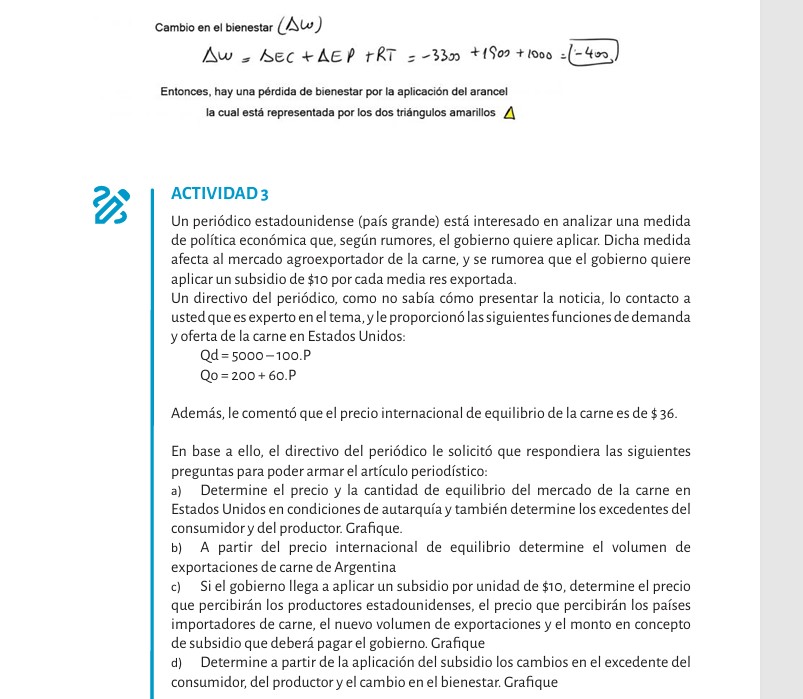 Cambio en el bienestar (ΔW)
ΔW = ΔEC + ΔEP + RT = -3300 + 1900 + 1000 = -400
Entonces, hay una pérdida de bienestar por la aplicación del arancel
la cual está representada por los dos triángulos amarillos
ACTIVIDAD 3
Un periódico estadounidense (país grande) está interesado en analizar una medida
de política económica que, según rumores, el gobierno quiere aplicar. Dicha medida
afecta al mercado agroexportador de la carne, y se rumorea que el gobierno quiere
aplicar un subsidio de $10 por cada media res exportada.
Un directivo del periódico, como no sabía cómo presentar la noticia, lo contacto a
usted que es experto en el tema, y le proporcionó las siguientes funciones de demanda
y oferta de la carne en Estados Unidos:
Qd = 5000 – 100.P
Qo = 200 + 60.P
Además, le comentó que el precio internacional de equilibrio de la carne es de $ 36.
En base a ello, el directivo del periódico le solicitó que respondiera las siguientes
preguntas para poder armar el artículo periodístico:
a) Determine el precio y la cantidad de equilibrio del mercado de la carne en
Estados Unidos en condiciones de autarquía y también determine los excedentes del
consumidor y del productor. Grafique.
b) A partir del precio internacional de equilibrio determine el volumen de
exportaciones de carne de Argentina
c) Si el gobierno llega a aplicar un subsidio por unidad de $10, determine el precio
que percibirán los productores estadounidenses, el precio que percibirán los países
importadores de carne, el nuevo volumen de exportaciones y el monto en concepto
de subsidio que deberá pagar el gobierno. Grafique
d) Determine a partir de la aplicación del subsidio los cambios en el excedente del
consumidor, del productor y el cambio en el bienestar. Grafique